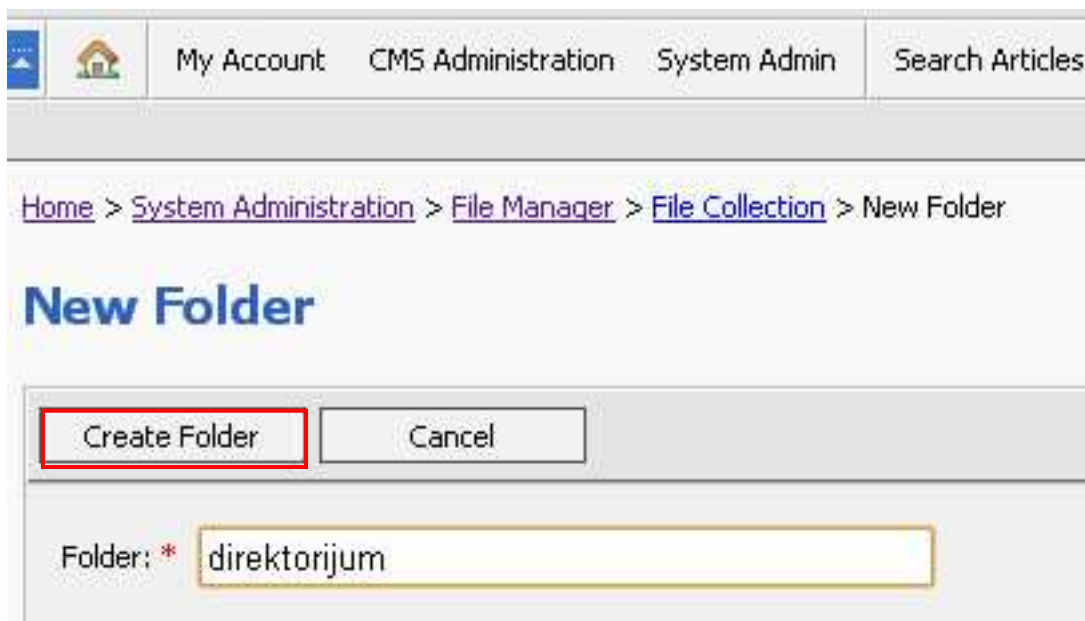 My Account CMS Administration System Admin Search Articles
Home > System Administration > File Manager > File Collection > New Folder
New Folder
Create Folder Cancel
Folder: * direktorijum